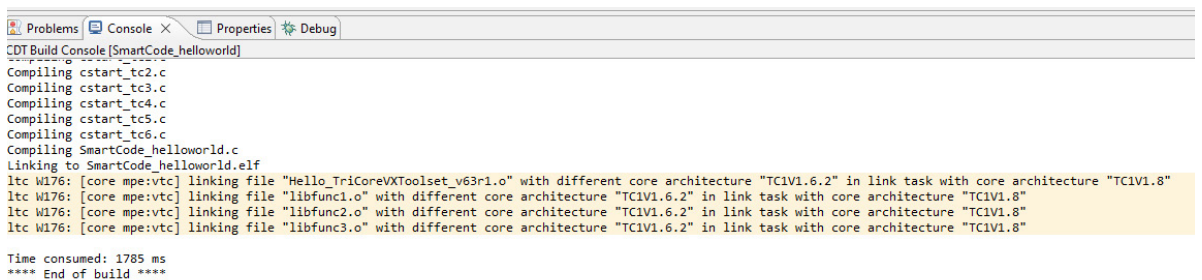 Problems Console Properties Debug
CDT Build Console [SmartCode_helloworld]
Compiling cstart_tc2.c
Compiling cstart_tc3.c
Compiling cstart_tc4.c
Compiling cstart_tc5.c
Compiling cstart_tc6.c
Compiling SmartCode_helloworld.c
Linking to SmartCode_helloworld.elf
ltc W176: [core mpe:vtc] linking file "Hello_TriCoreVXToolset_v63r1.o" with different core architecture "TC1V1.6.2" in link task with core architecture "TC1V1.8"
ltc W176: [core mpe:vtc] linking file "libfunc1.o" with different core architecture "TC1V1.6.2" in link task with core architecture "TC1V1.8"
ltc W176: [core mpe:vtc] linking file "libfunc2.o" with different core architecture "TC1V1.6.2" in link task with core architecture "TC1V1.8"
ltc W176: [core mpe:vtc] linking file "libfunc3.o" with different core architecture "TC1V1.6.2" in link task with core architecture "TC1V1.8"
Time consumed: 1785 ms
**** End of build ****